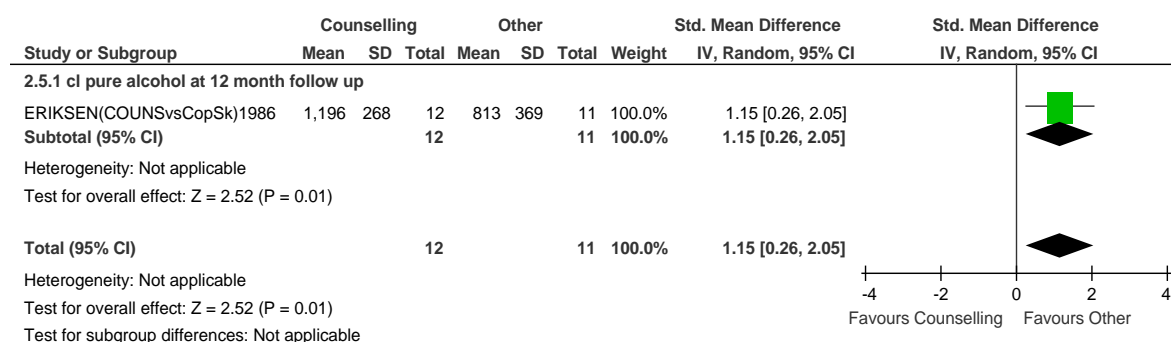 Counselling Other Std. Mean Difference Std. Mean Difference
Study or Subgroup Mean SD Total Mean SD Total Weight IV, Random, 95% CI IV, Random, 95% CI
2.5.1 cl pure alcohol at 12 month follow up
ERIKSEN(COUNSvsCopSk)1986 1,196 268 12 813 369 11 100.0% 1.15 [0.26, 2.05]
Subtotal (95% CI) 12 11 100.0% 1.15 [0.26, 2.05]
Heterogeneity: Not applicable
Test for overall effect: Z = 2.52 (P = 0.01)
Total (95% CI) 12 11 100.0% 1.15 [0.26, 2.05]
Heterogeneity: Not applicable
Test for overall effect: Z = 2.52 (P = 0.01)
Test for subgroup differences: Not applicable
-4 -2 0 2 4
Favours Counselling Favours Other